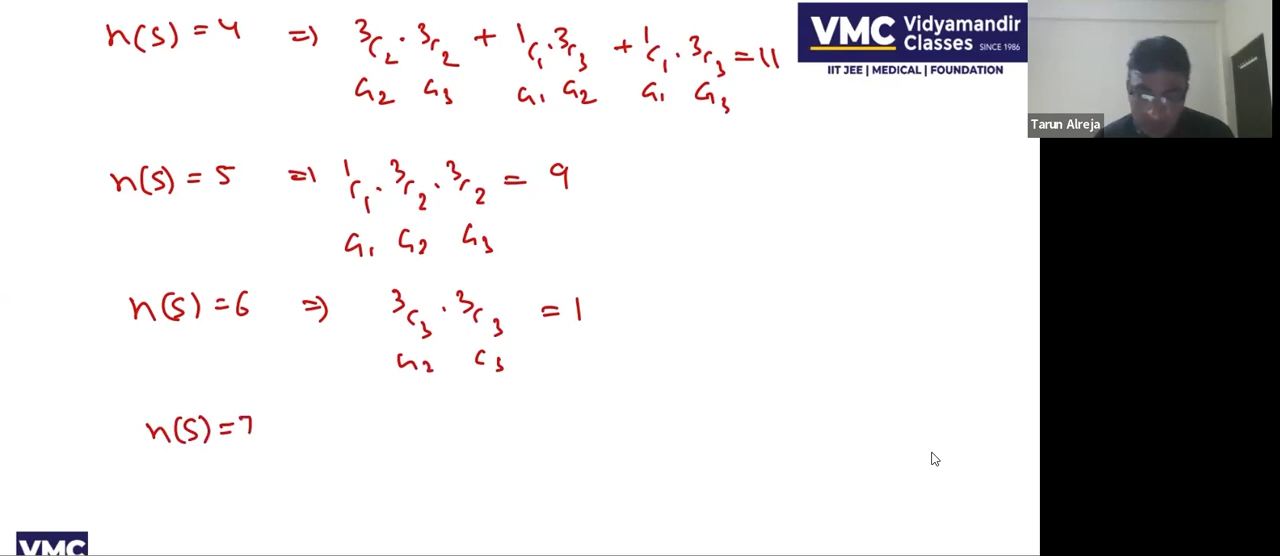 n(S) = 4 ⇒ ³C₂ · ³C₂ + ¹C₁ · ³C₃ + ¹C₁ · ³C₃ = 11
G₂ G₃ G₁ G₂ G₁ G₃
VMC Vidyamandir Classes SINCE 1986
IIT JEE | MEDICAL | FOUNDATION
Tarun Alreja
n(S) = 5 ⇒ ¹C₁ · ³C₂ · ³C₂ = 9
G₁ G₂ G₃
n(S) = 6 ⇒ ³C₃ · ³C₃ = 1
G₂ G₃
n(S) = 7
VMC